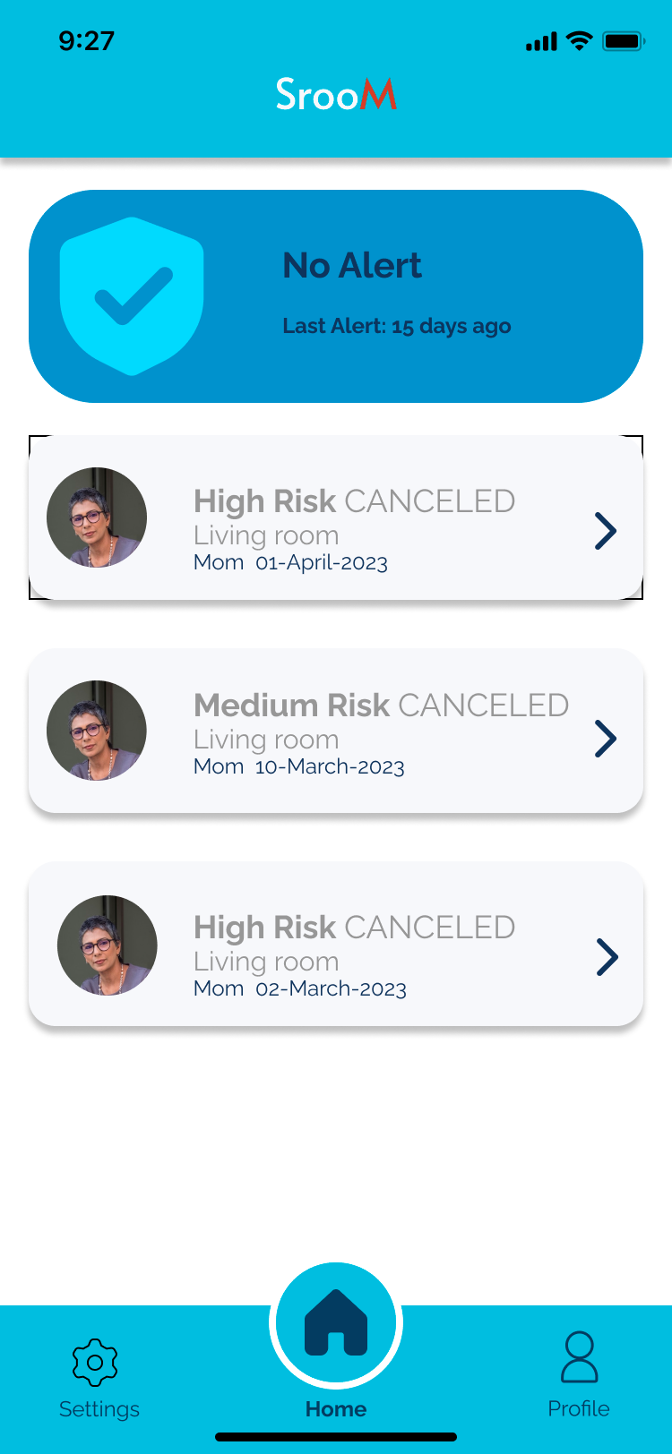 9:27
SrooM
No Alert
Last Alert: 15 days ago
High Risk CANCELED
Living room
Mom 01-April-2023
Medium Risk CANCELED
Living room
Mom 10-March-2023
High Risk CANCELED
Living room
Mom 02-March-2023
Settings
Home
Profile